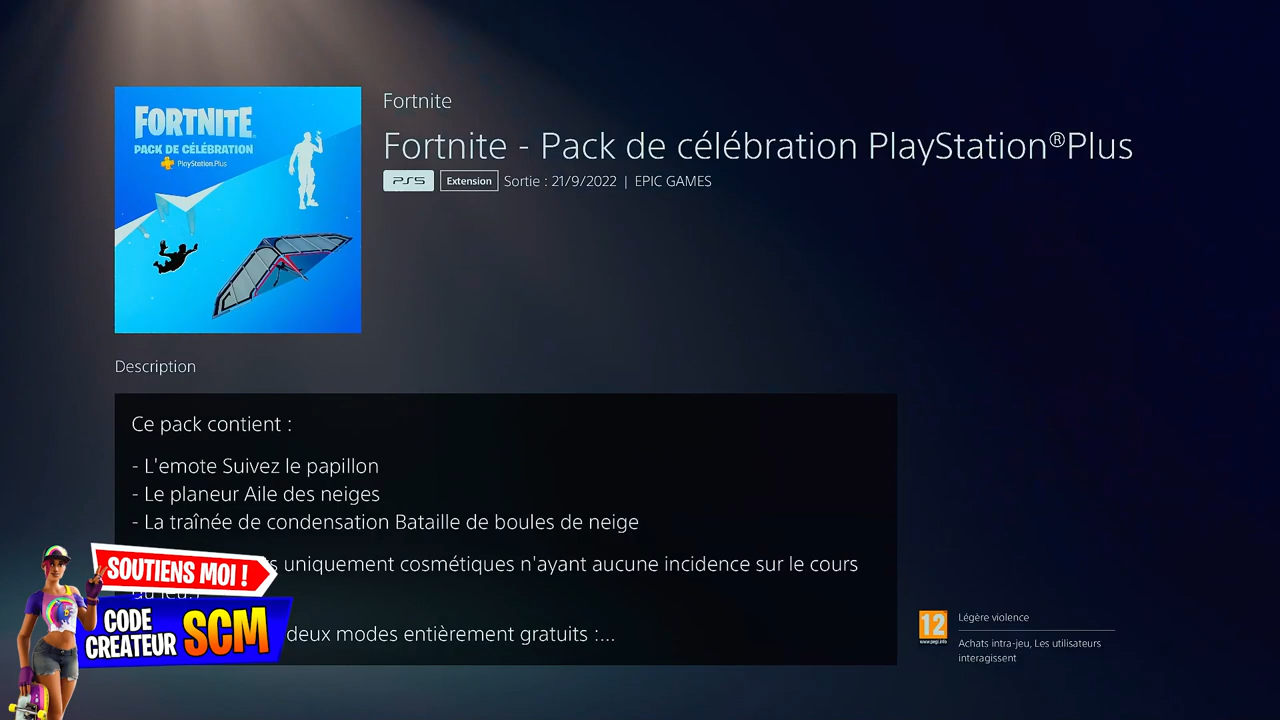 FORTNITE
PACK DE CÉLÉBRATION
PlayStation.Plus
Fortnite
Fortnite - Pack de célébration PlayStation®Plus
PS5 Extension Sortie : 21/9/2022 | EPIC GAMES
Description
Ce pack contient :
- L'emote Suivez le papillon
- Le planeur Aile des neiges
- La traînée de condensation Bataille de boules de neige
uniquement cosmétiques n'ayant aucune incidence sur le cours
deux modes entièrement gratuits :...
SOUTIENS MOI !
CODE
CREATEUR SCM
12
www.pegi.info
Légère violence
Achats intra-jeu, Les utilisateurs
interagissent